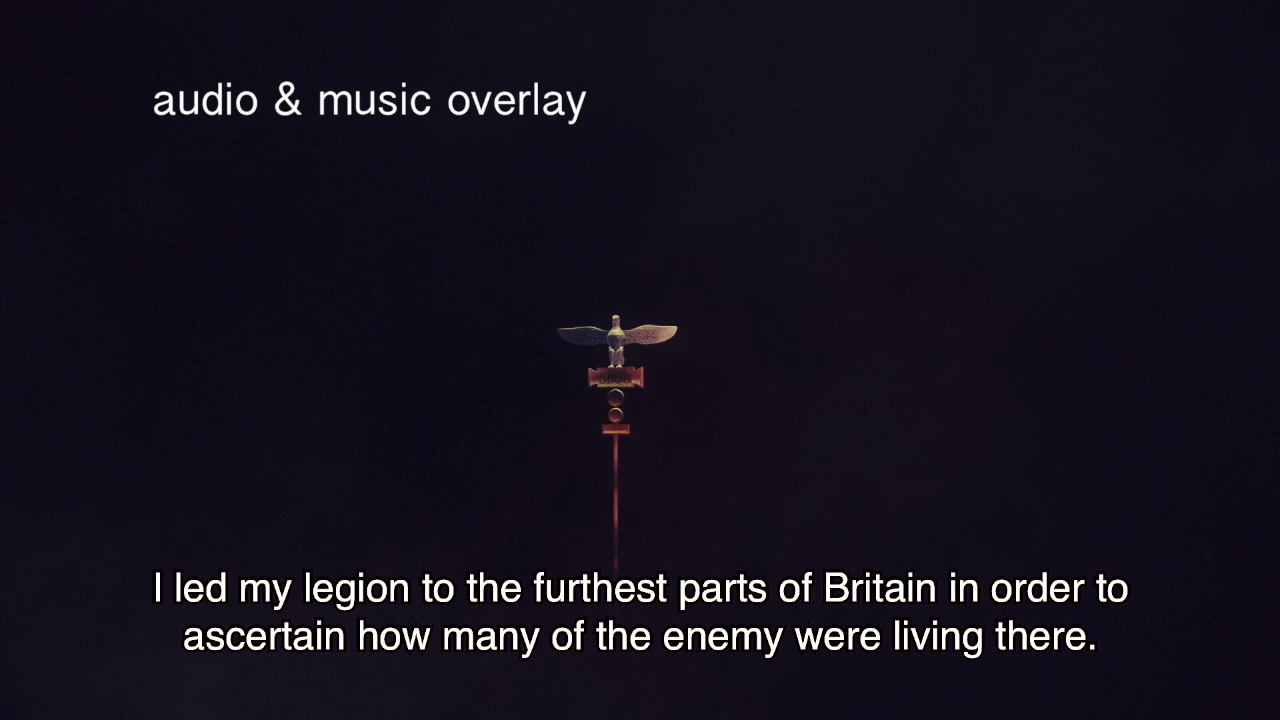 audio & music overlay
I led my legion to the furthest parts of Britain in order to
ascertain how many of the enemy were living there.